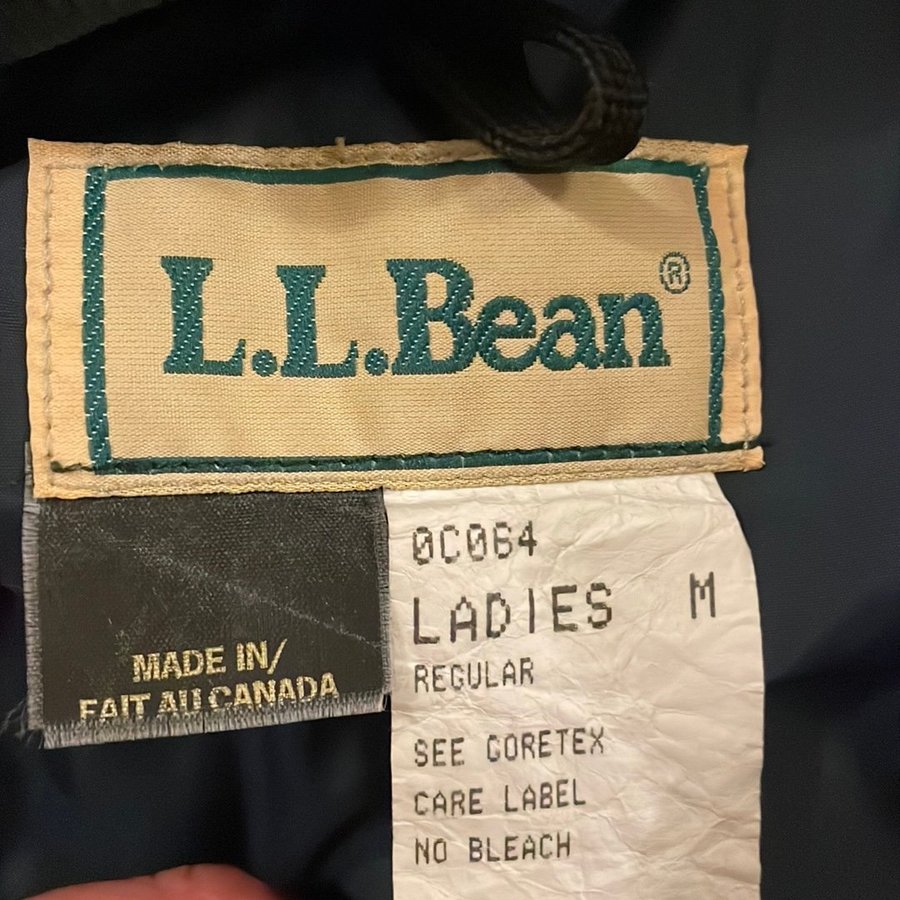 L.L.Bean®
MADE IN/
FAIT AU CANADA
0C064
LADIES M
REGULAR
SEE GORETEX
CARE LABEL
NO BLEACH